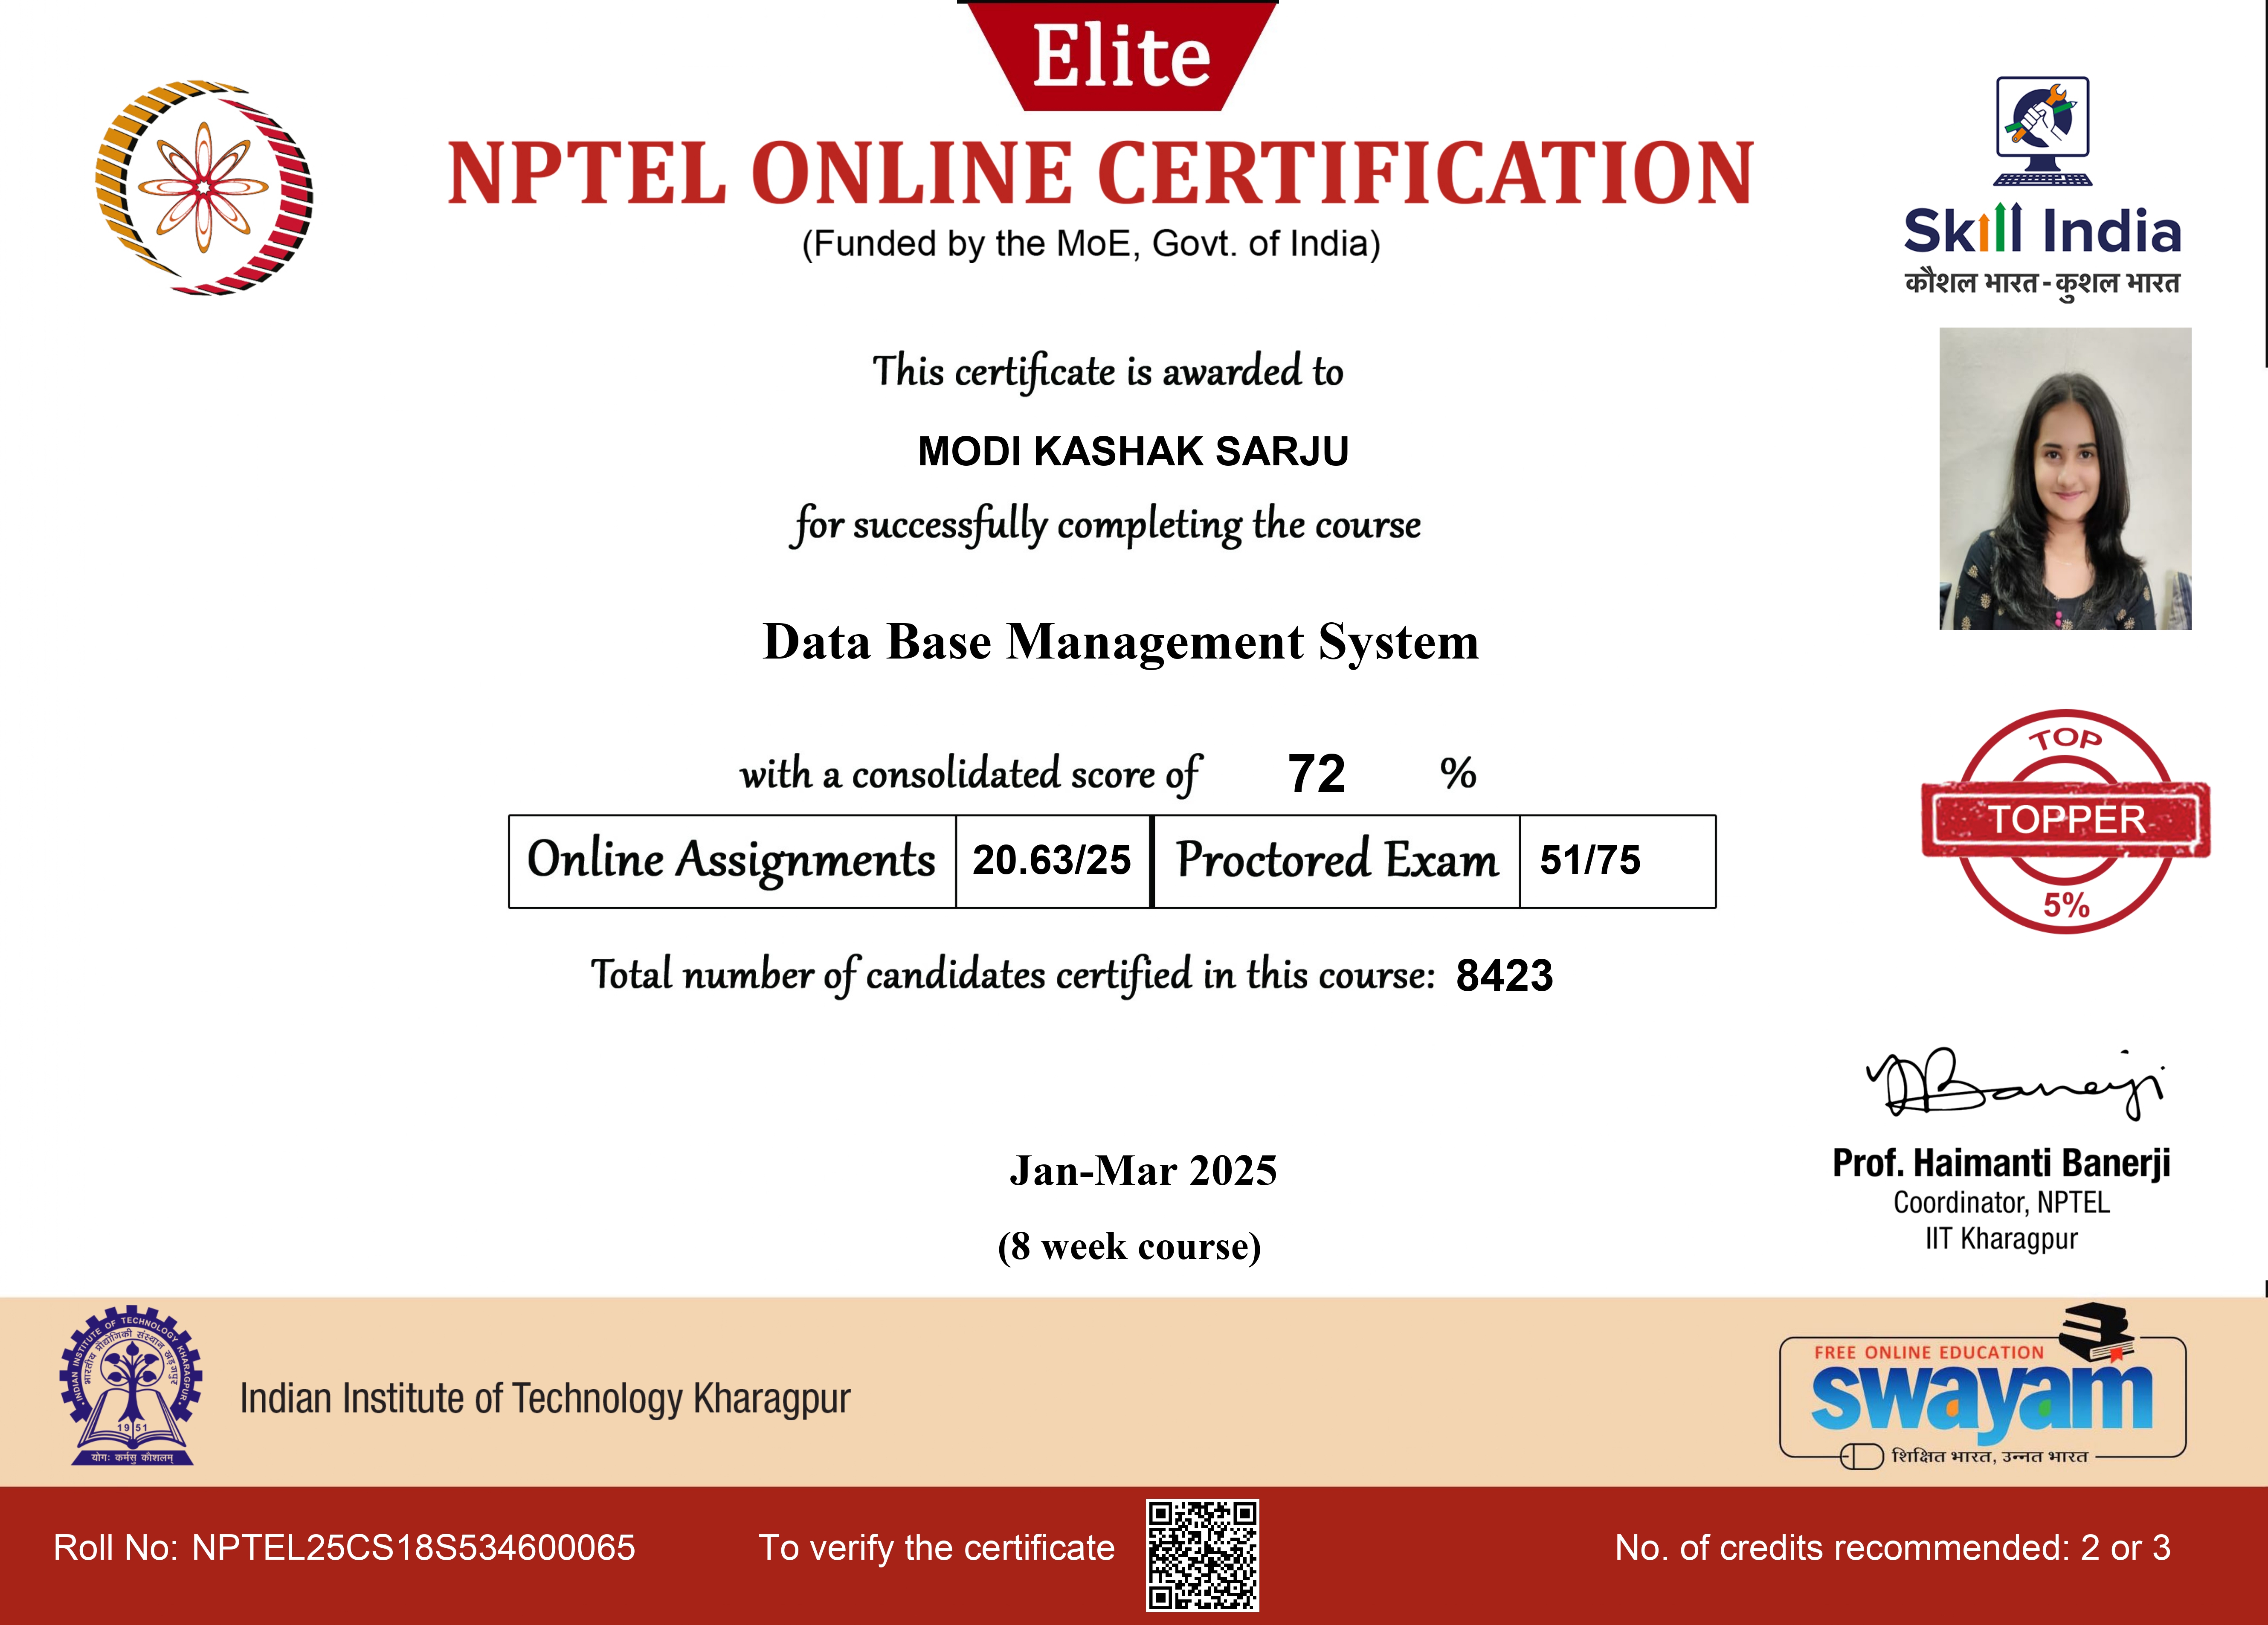 Elite
NPTEL ONLINE CERTIFICATION
(Funded by the MoE, Govt. of India)
Skill India
कौशल भारत - कुशल भारत
This certificate is awarded to
MODI KASHAK SARJU
for successfully completing the course
Data Base Management System
with a consolidated score of 72 %
Online Assignments 20.63/25 Proctored Exam 51/75
TOP
TOPPER
5%
Total number of candidates certified in this course: 8423
Banerji
Prof. Haimanti Banerji
Coordinator, NPTEL
IIT Kharagpur
Jan-Mar 2025
(8 week course)
INDIAN INSTITUTE OF TECHNOLOGY KHARAGPUR
भारतीय प्रौद्योगिकी संस्थान खड़गपुर
1951
योगः कर्मसु कौशलम्
Indian Institute of Technology Kharagpur
FREE ONLINE EDUCATION
swayam
शिक्षित भारत, उन्नत भारत
Roll No: NPTEL25CS18S534600065
To verify the certificate
No. of credits recommended: 2 or 3